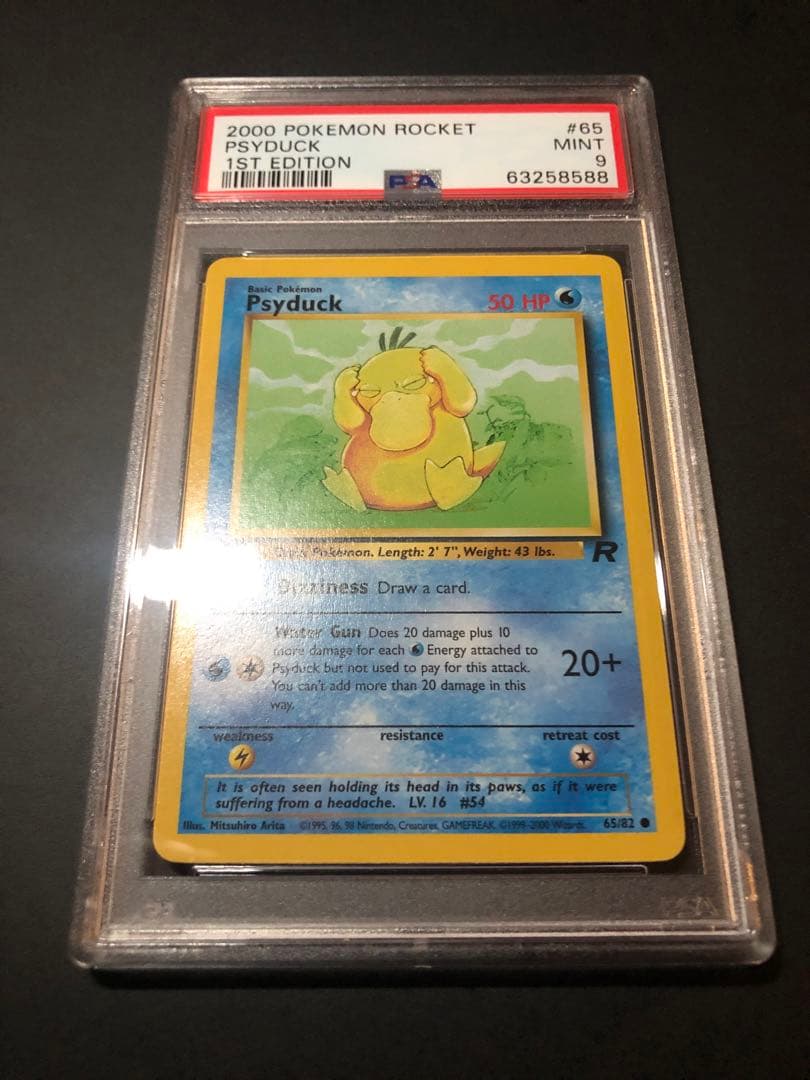 2000 POKEMON ROCKET #65
PSYDUCK MINT
1ST EDITION 9
PSA 63258588
Basic Pokémon
Psyduck 50 HP
Duck Pokémon. Length: 2' 7", Weight: 43 lbs.
R
Dizziness Draw a card.
Water Gun Does 20 damage plus 10
more damage for each Energy attached to
Psyduck but not used to pay for this attack.
You can't add more than 20 damage in this
way.
20+
weakness resistance retreat cost
It is often seen holding its head in its paws, as if it were
suffering from a headache. LV. 16 #54
Illus. Mitsuhiro Arita ©1995, 96, 98 Nintendo, Creatures, GAMEFREAK. ©1999-2000 Wizards. 65/82
PSA